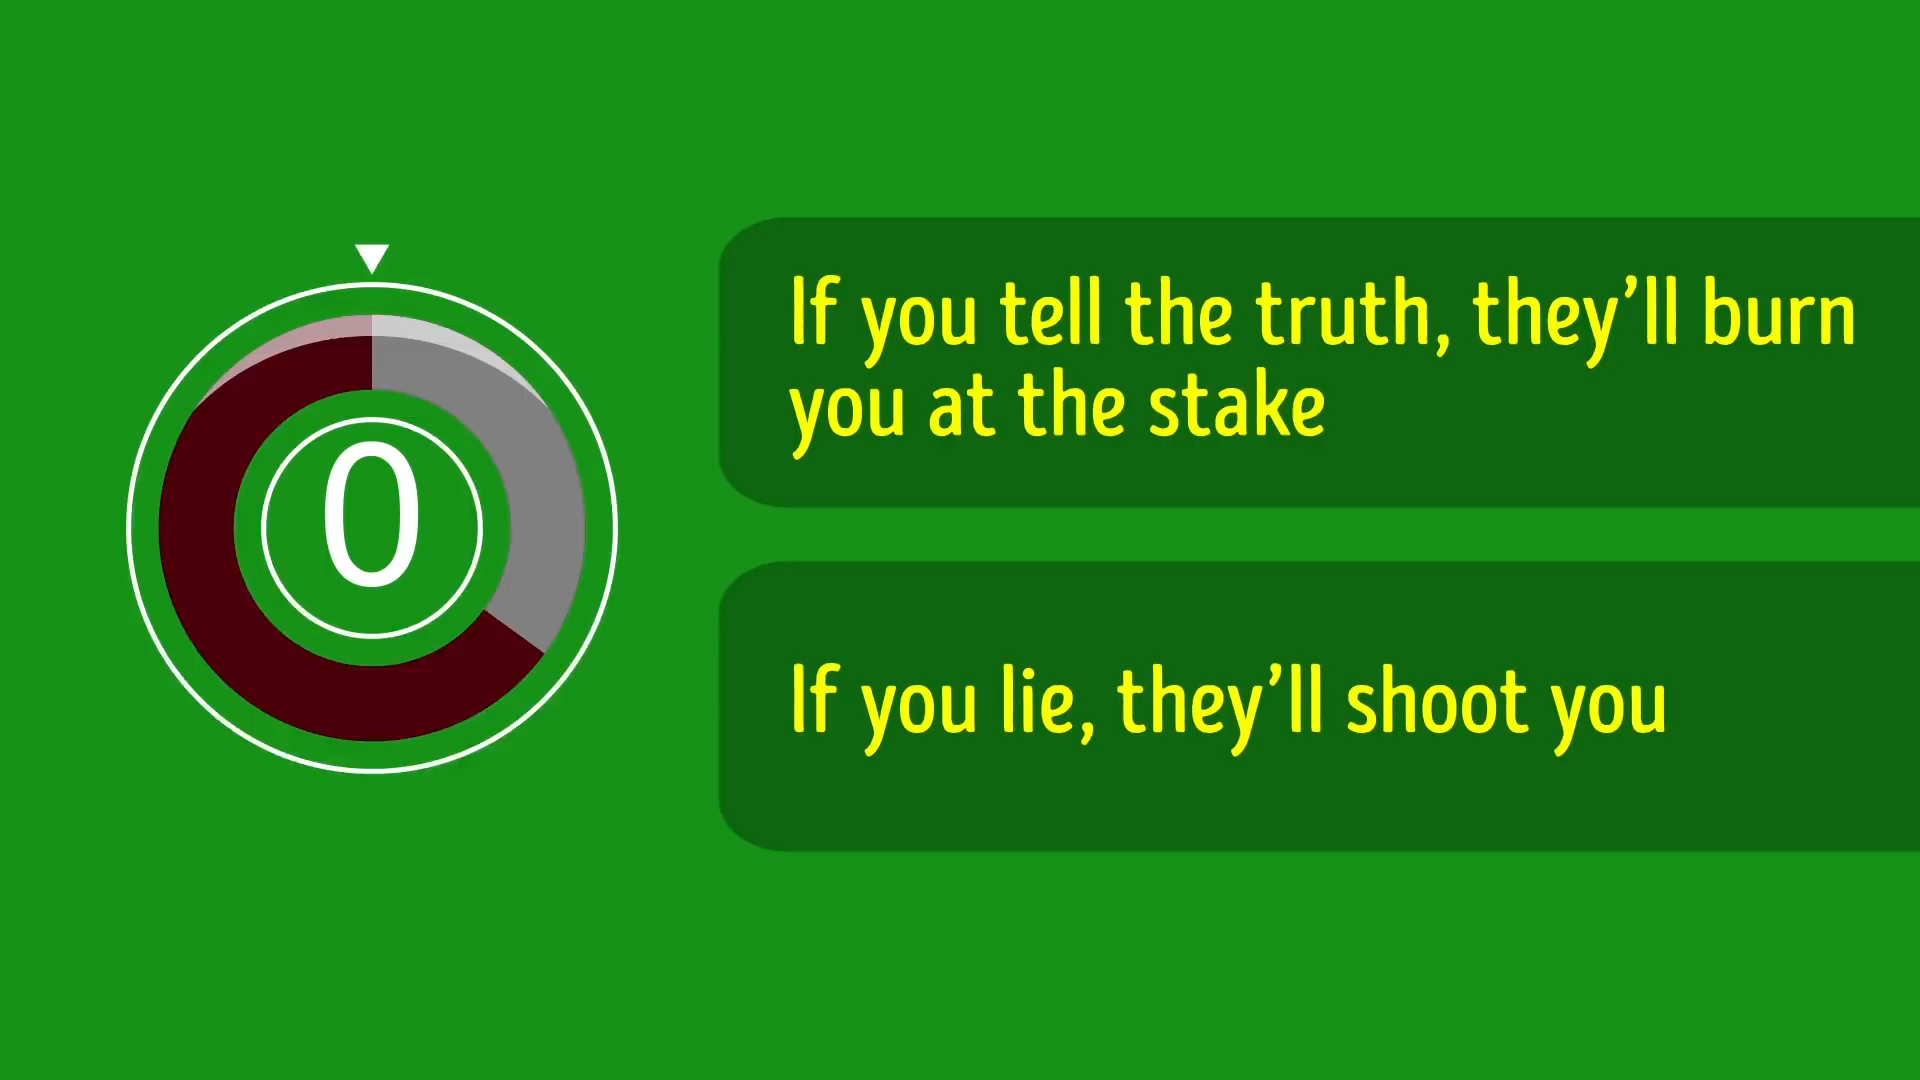 0
If you tell the truth, they’ll burn
you at the stake
If you lie, they’ll shoot you